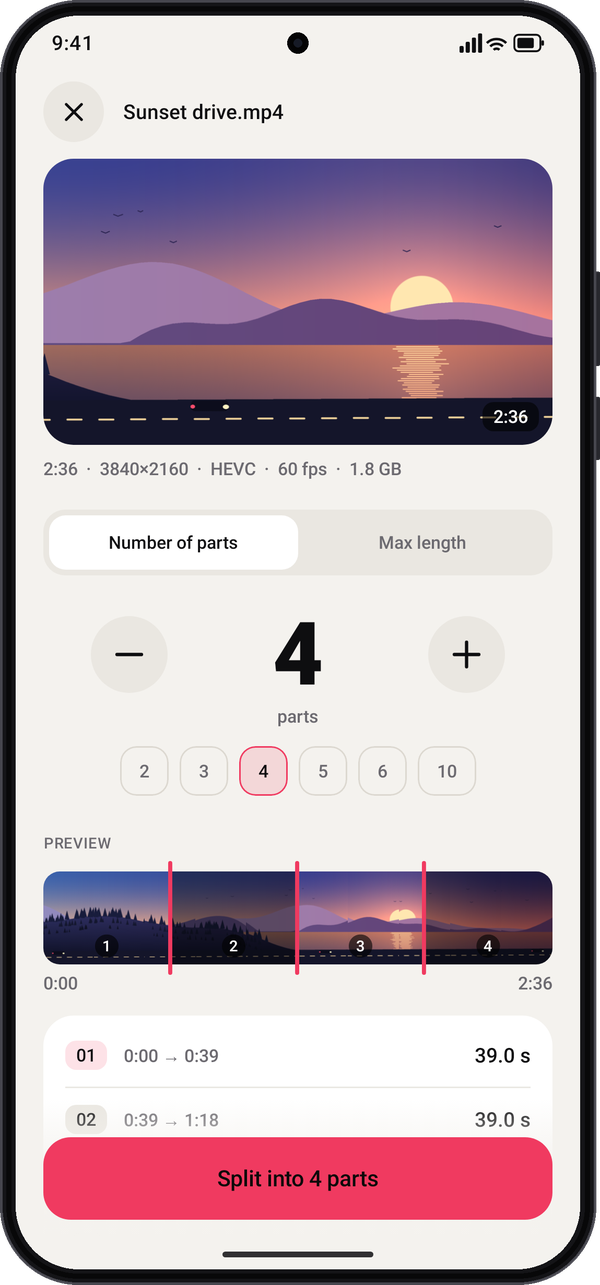 9:41
Sunset drive.mp4
2:36
2:36 · 3840×2160 · HEVC · 60 fps · 1.8 GB
Number of parts
Max length
4
parts
2 3 4 5 6 10
PREVIEW
1 2 3 4
0:00 2:36
01 0:00 → 0:39 39.0 s
02 0:39 → 1:18 39.0 s
Split into 4 parts